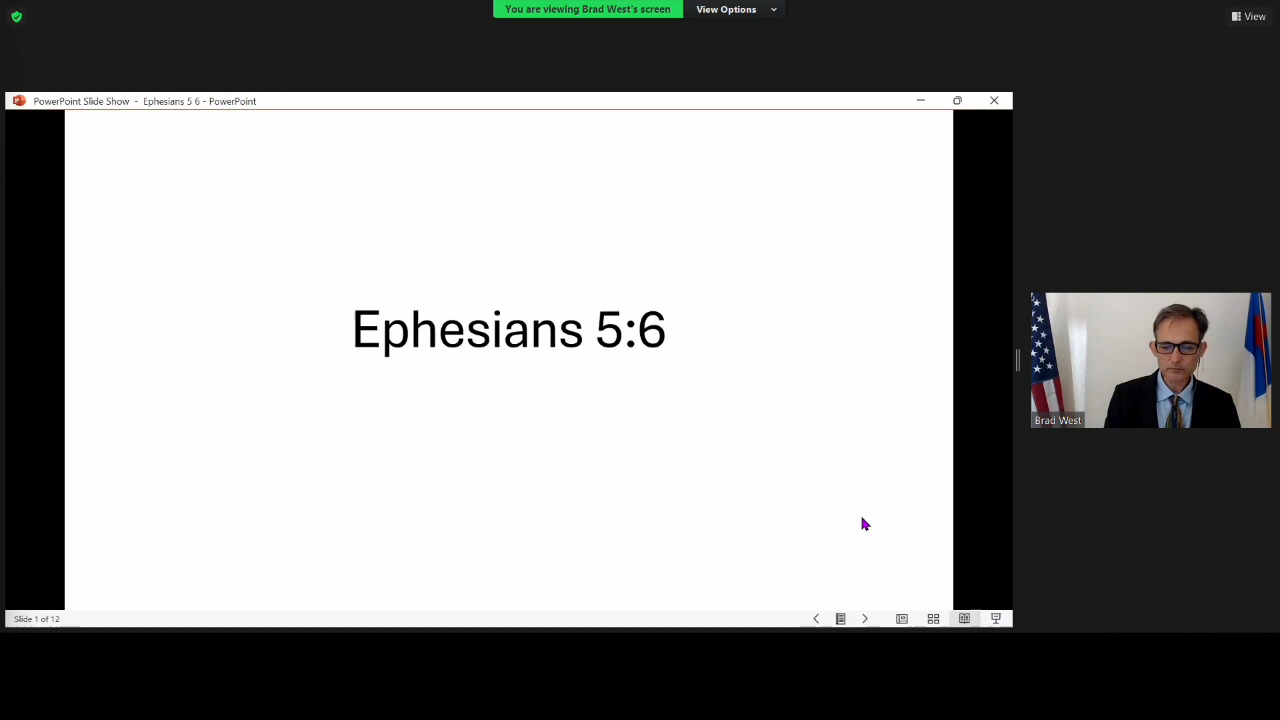 You are viewing Brad West's screen
View Options
View
PowerPoint Slide Show - Ephesians 5 6 - PowerPoint
Ephesians 5:6
Brad West
Slide 1 of 12